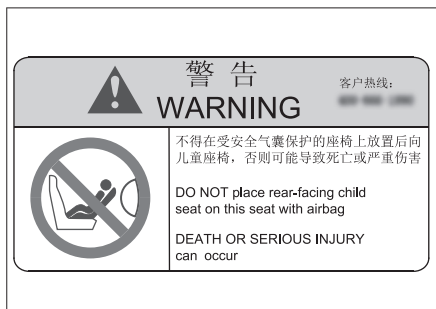 警告
WARNING
客户热线：
不得在受安全气囊保护的座椅上放置后向
儿童座椅，否则可能导致死亡或严重伤害
DO NOT place rear-facing child
seat on this seat with airbag
DEATH OR SERIOUS INJURY
can occur